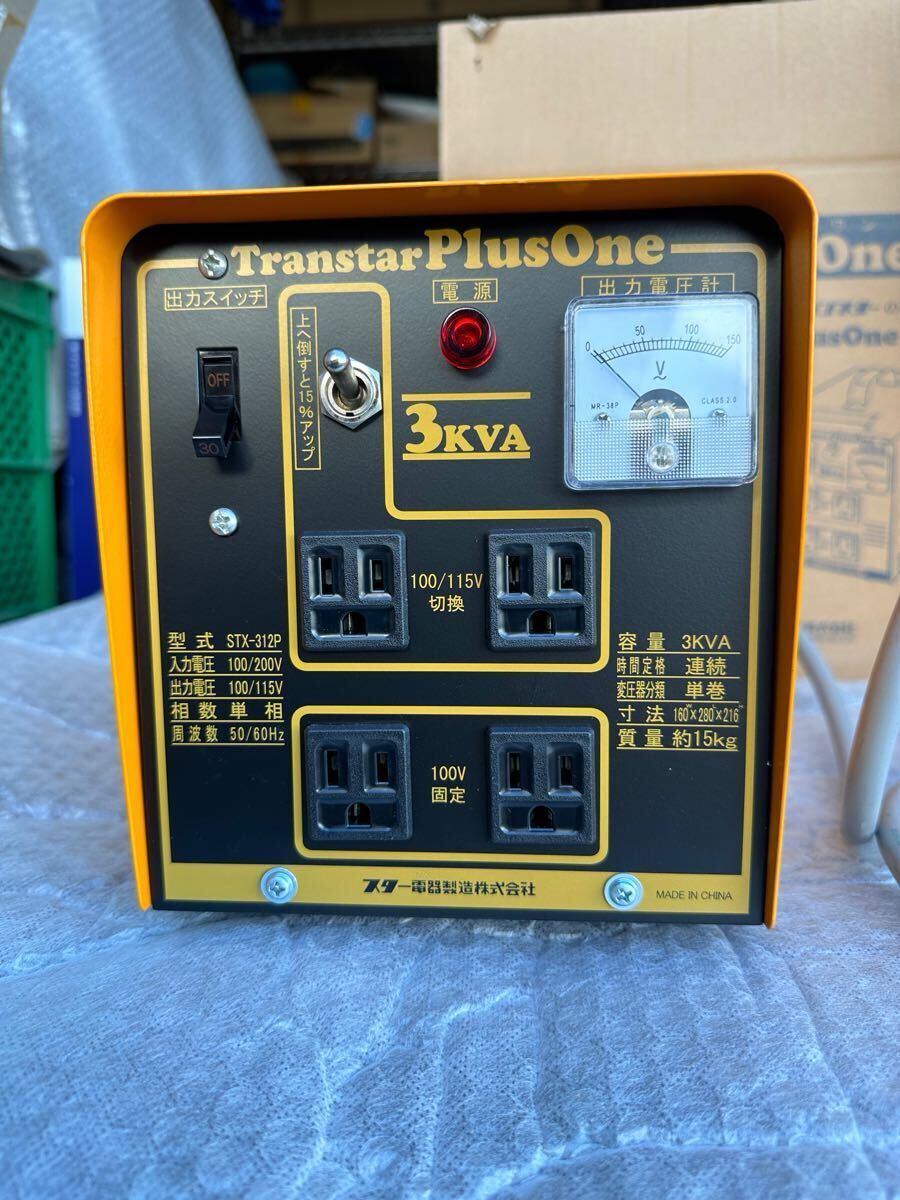 Transtar PlusOne
出力スイッチ
電源
出力電圧計
上へ倒すと15%アップ
OFF
30
3KVA
0 50 100 150
V
MR-38P
CLASS 2.0
100/115V
切換
型式 STX-312P
入力電圧 100/200V
出力電圧 100/115V
相数 単相
周波数 50/60Hz
容量 3KVA
時間定格 連続
変圧器分類 単巻
寸法 160×280×216
質量 約15kg
100V
固定
スター電器製造株式会社
MADE IN CHINA
One
PlusOne